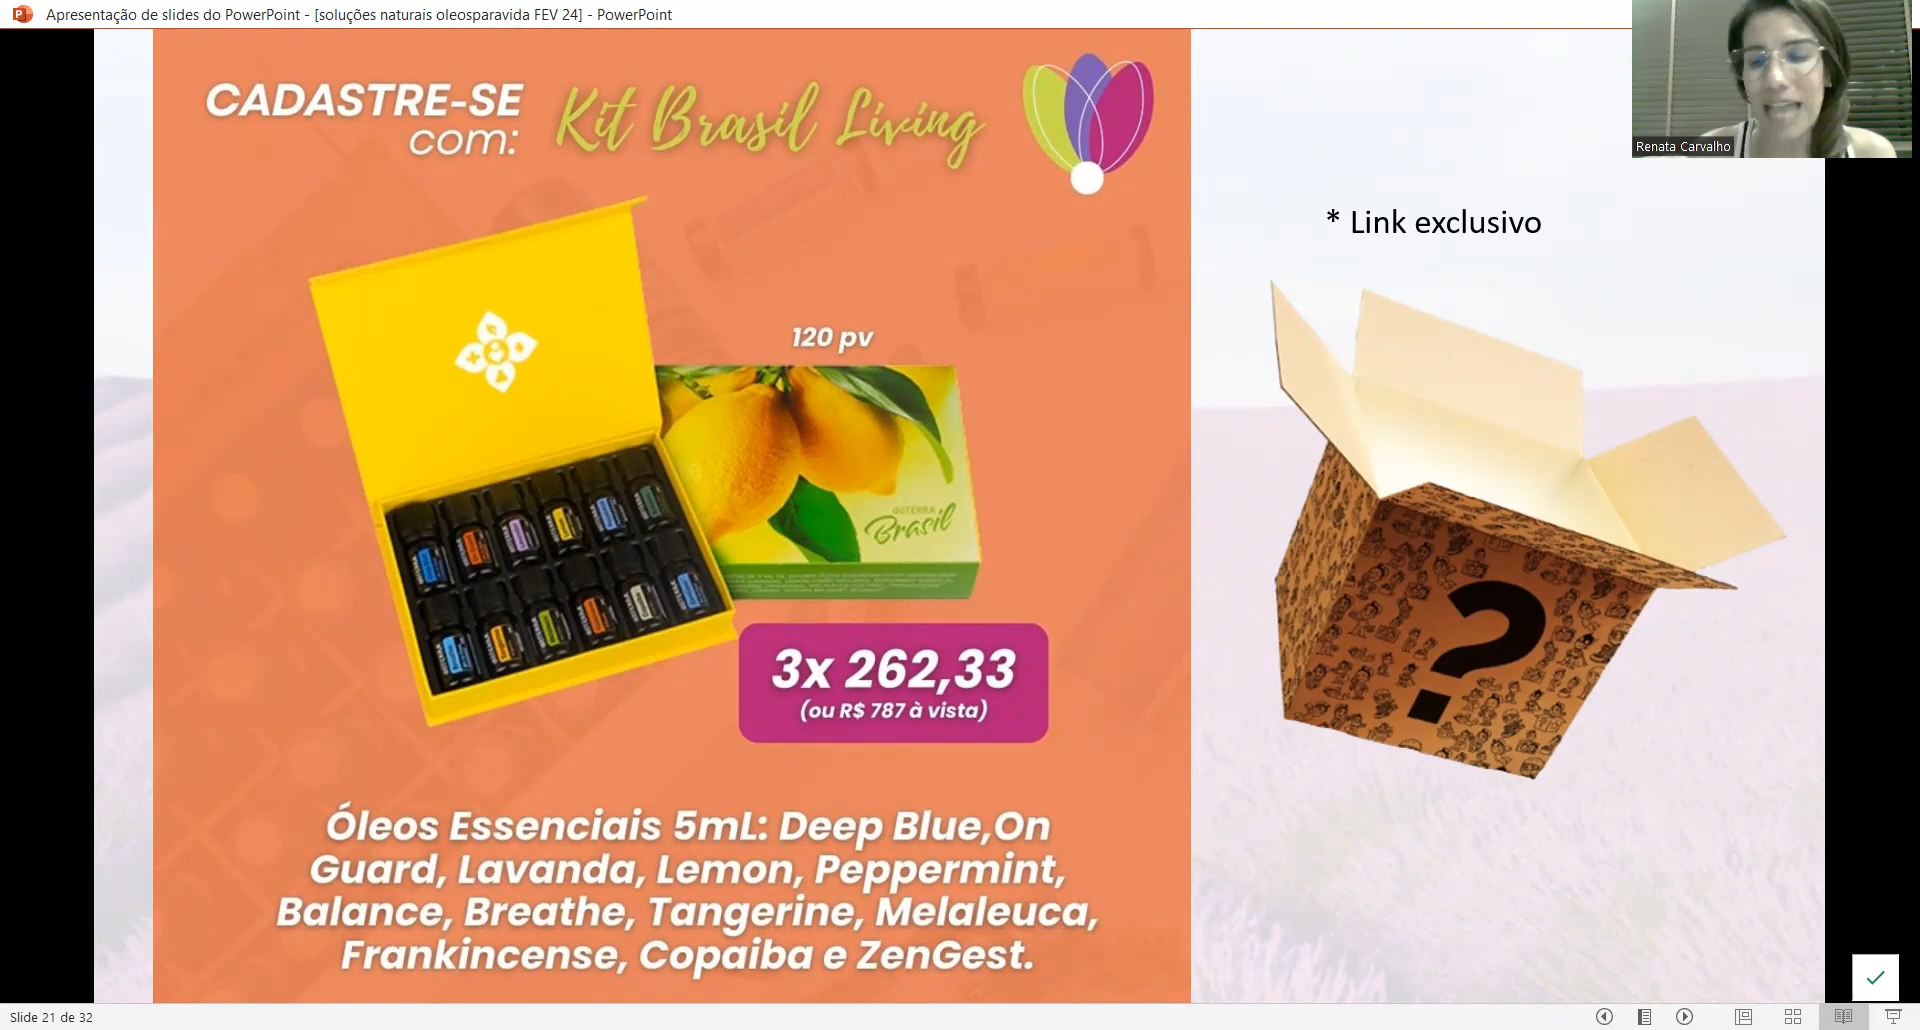 Apresentação de slides do PowerPoint - [soluções naturais oleosparavida FEV 24] - PowerPoint
CADASTRE-SE
com:
Kit Brasil Living
Renata Carvalho
* Link exclusivo
120 pv
dōTERRA
Brasil
3x 262,33
(ou R$ 787 à vista)
?
Óleos Essenciais 5mL: Deep Blue,On
Guard, Lavanda, Lemon, Peppermint,
Balance, Breathe, Tangerine, Melaleuca,
Frankincense, Copaiba e ZenGest.
Slide 21 de 32